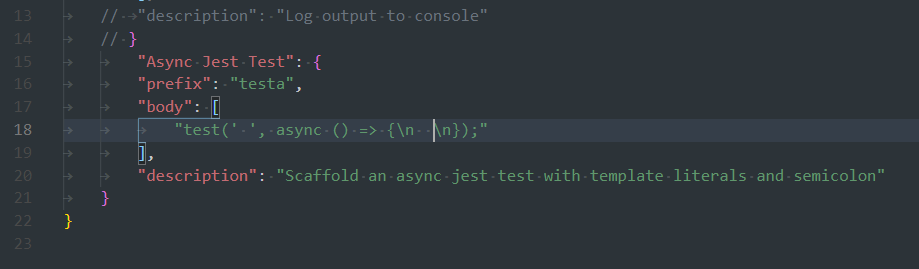 13 // "description": "Log output to console"
14 // }
15 "Async Jest Test": {
16 "prefix": "testa",
17 "body": [
18 "test(' ', async () => {\n  \n});"
19 ],
20 "description": "Scaffold an async jest test with template literals and semicolon"
21 }
22 }
23